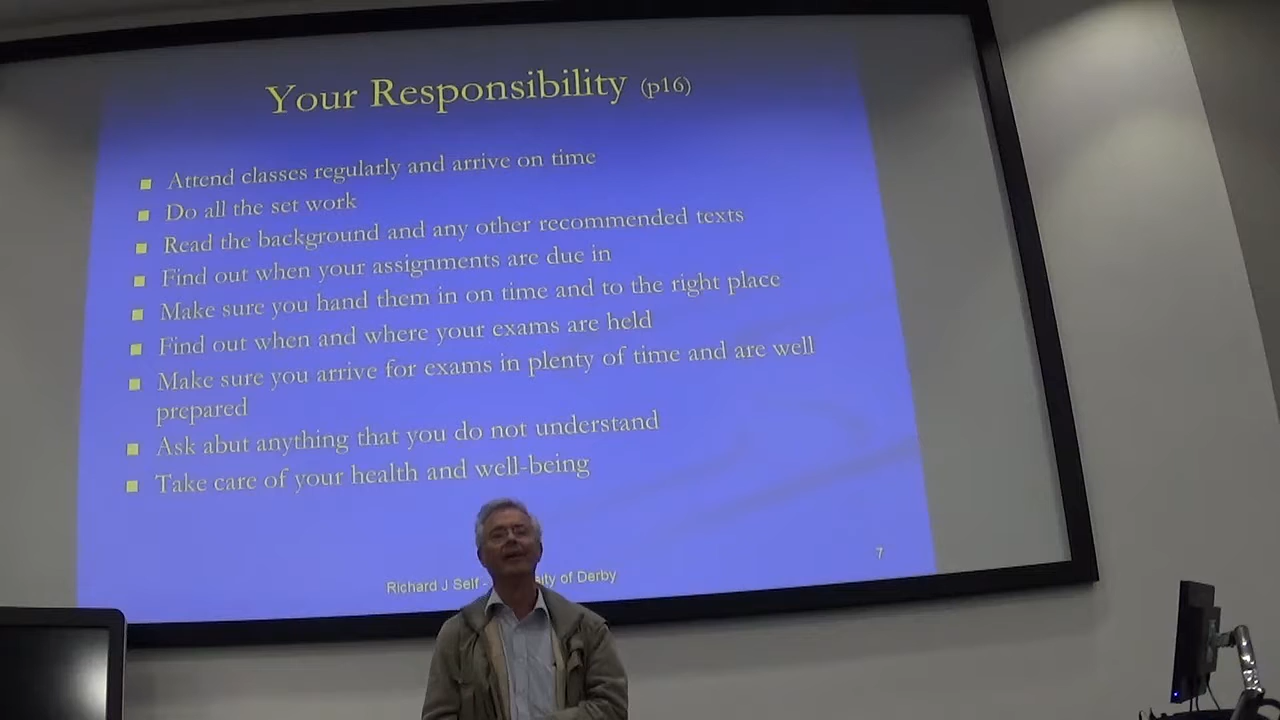 Your Responsibility (p16)
Attend classes regularly and arrive on time
Do all the set work
Read the background and any other recommended texts
Find out when your assignments are due in
Make sure you hand them in on time and to the right place
Find out when and where your exams are held
Make sure you arrive for exams in plenty of time and are well
prepared
Ask abut anything that you do not understand
Take care of your health and well-being
Richard J Self - of Derby
7